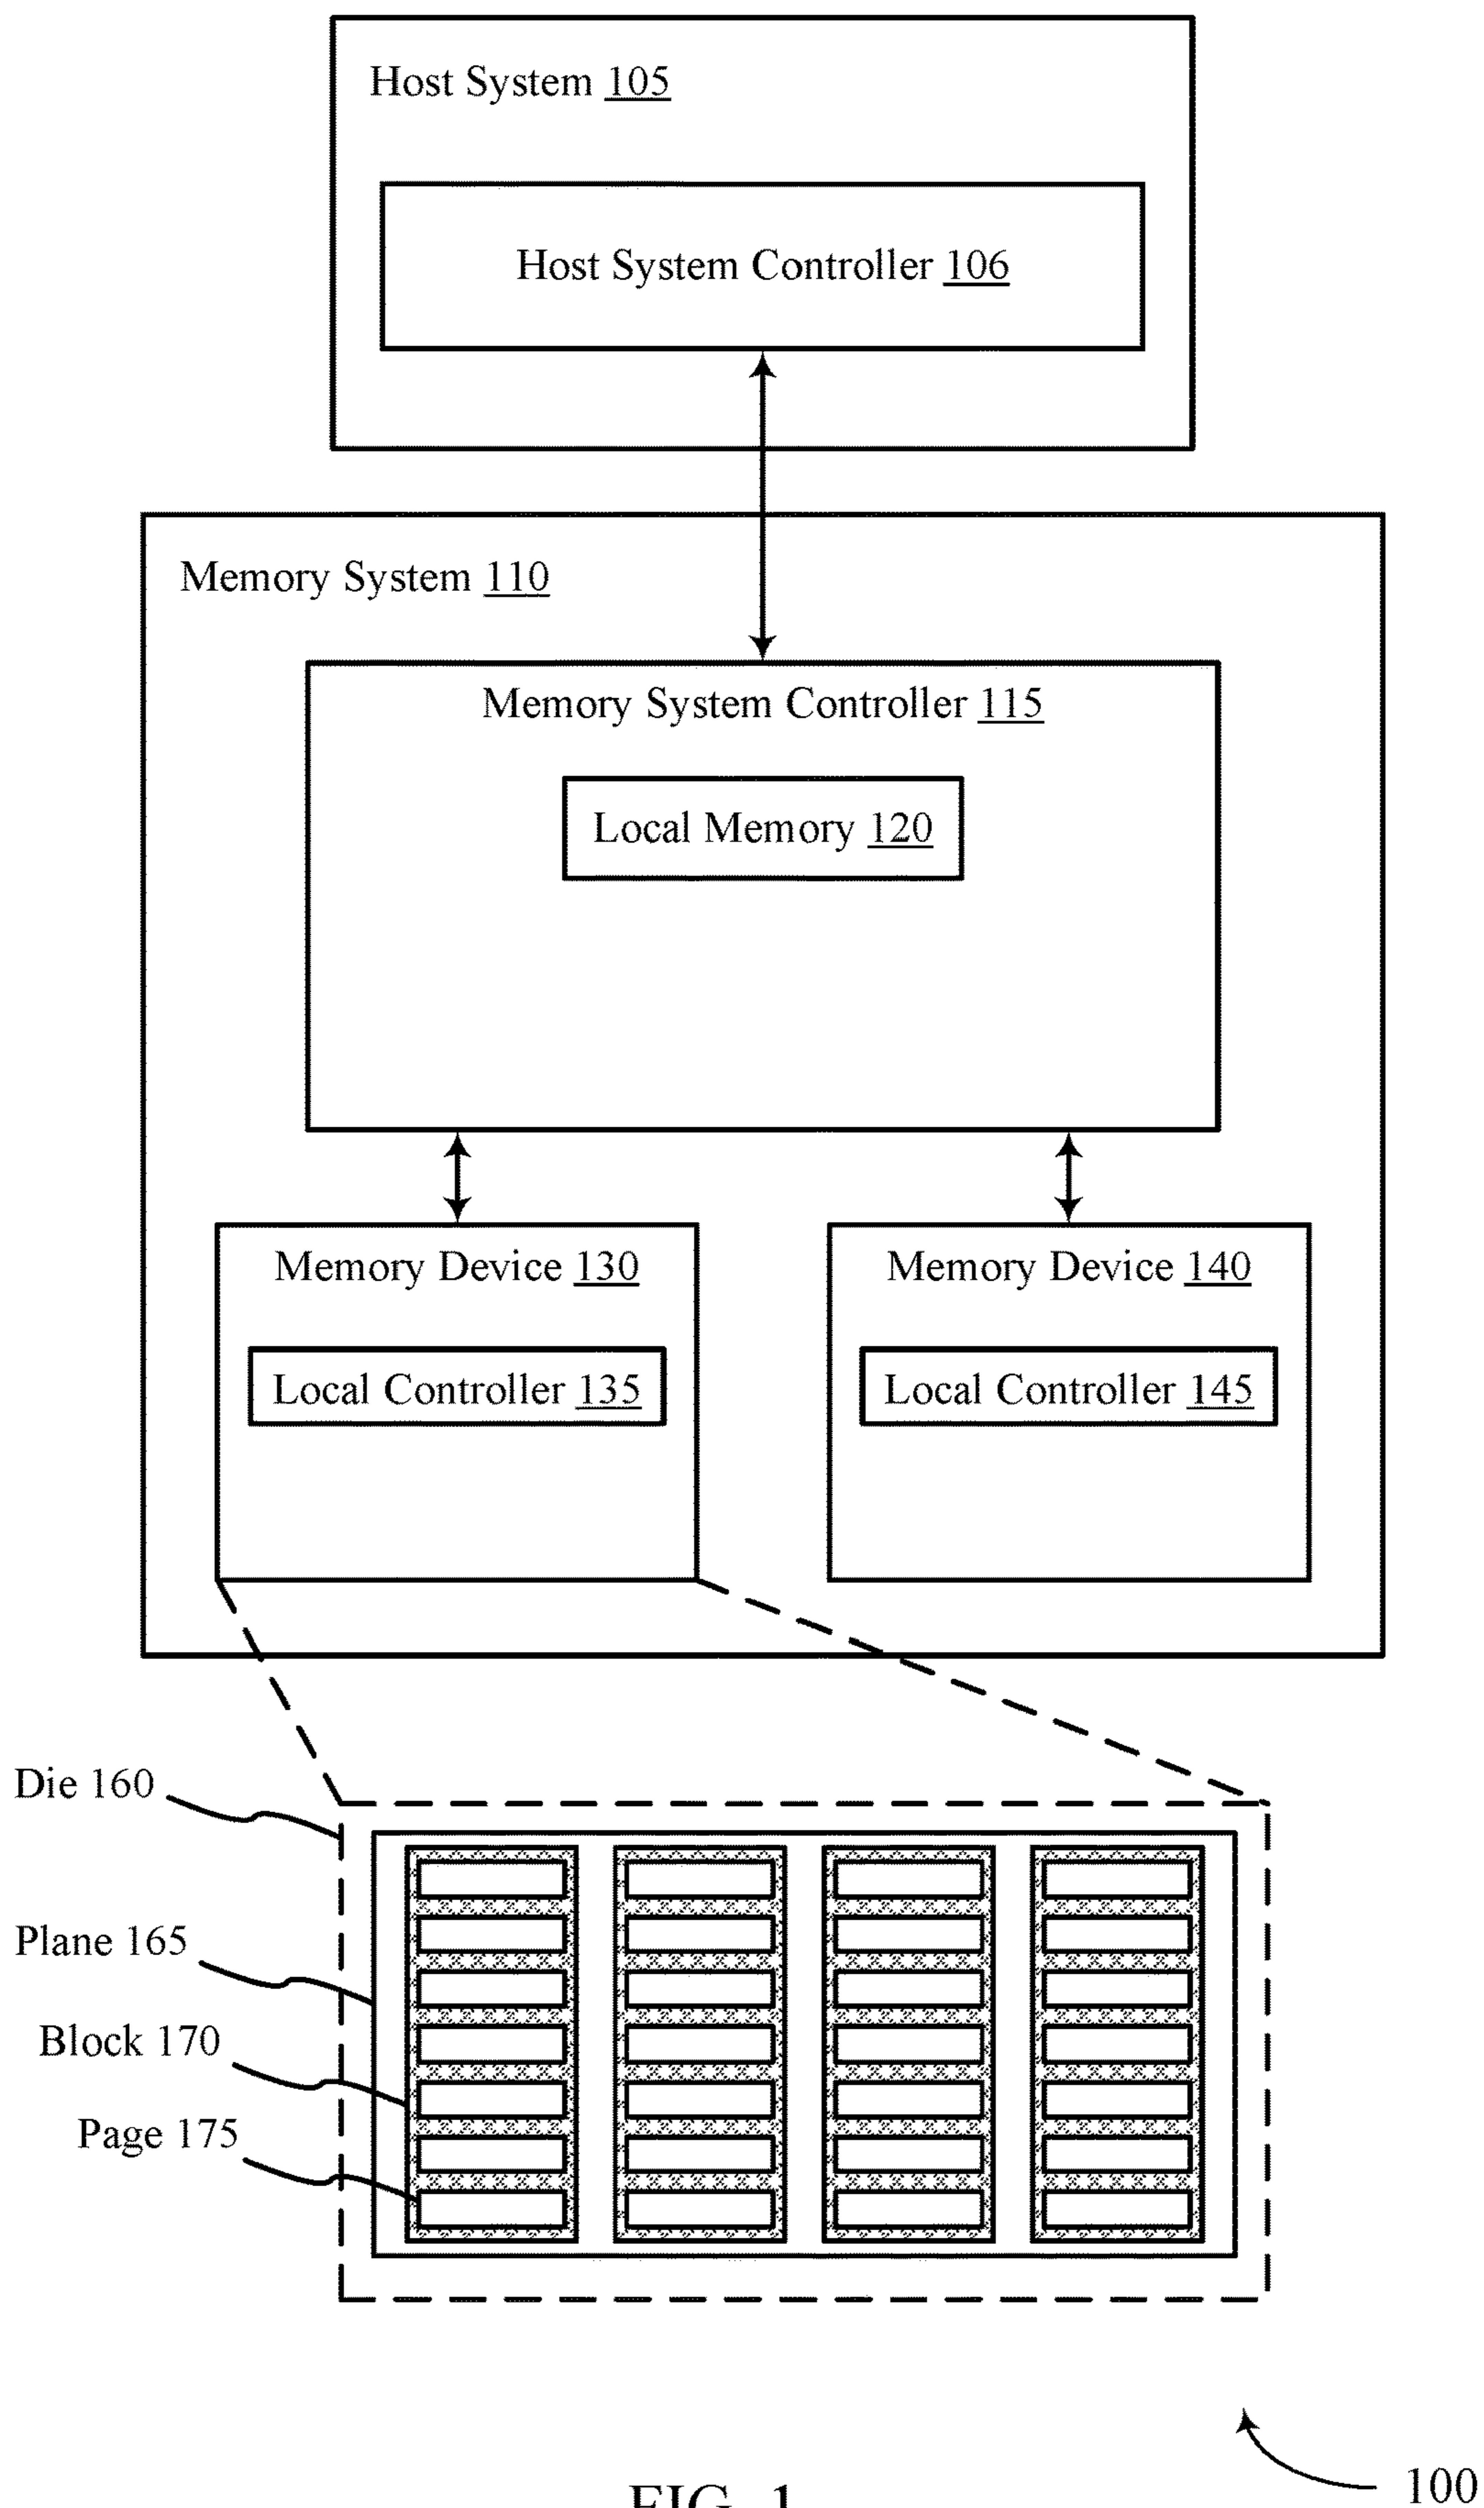 Host System 105
Host System Controller 106
Memory System 110
Memory System Controller 115
Local Memory 120
Memory Device 130
Memory Device 140
Local Controller 135
Local Controller 145
Die 160
Plane 165
Block 170
Page 175
100
FIG. 1